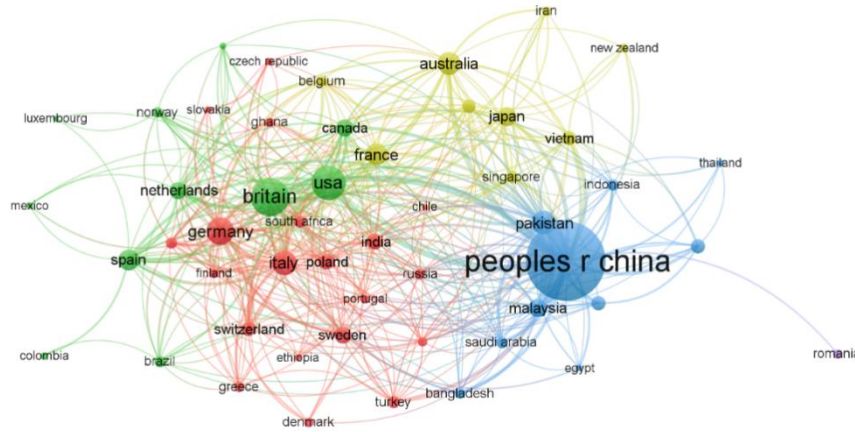 iran
new zealand
czech republic
australia
belgium
luxembourg
norway
slovakia
ghana
canada
japan
vietnam
france
thailand
singapore
indonesia
netherlands
britain
usa
mexico
chile
south africa
pakistan
germany
india
spain
italy
poland
peoples r china
finland
russia
portugal
malaysia
switzerland
sweden
saudi arabia
colombia
brazil
ethiopia
romania
egypt
greece
bangladesh
turkey
denmark